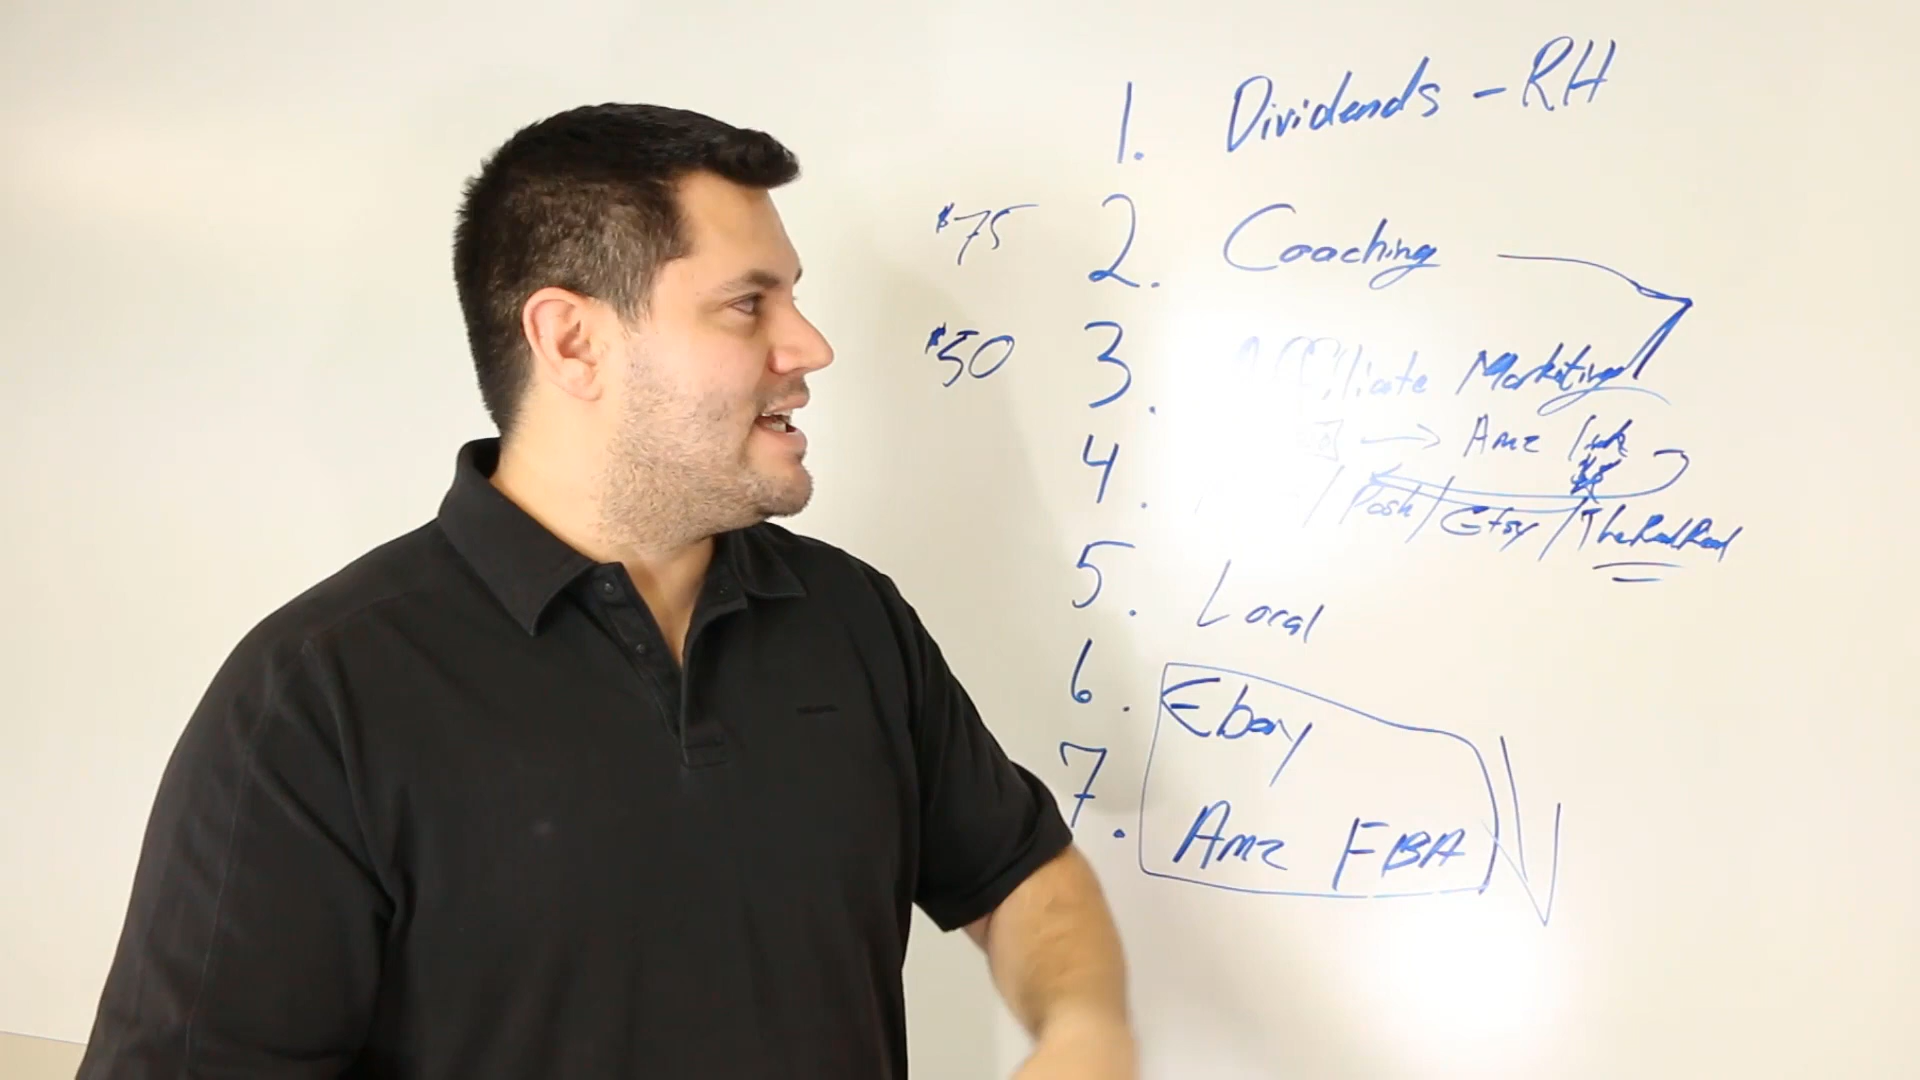 1. Dividends - RH
$75 2. Coaching
$50 3. Affiliate Marketing
→ Amz link
4. / Posh / Etsy / TheRealReal
5. Local
6. Ebay
7. Amz FBA